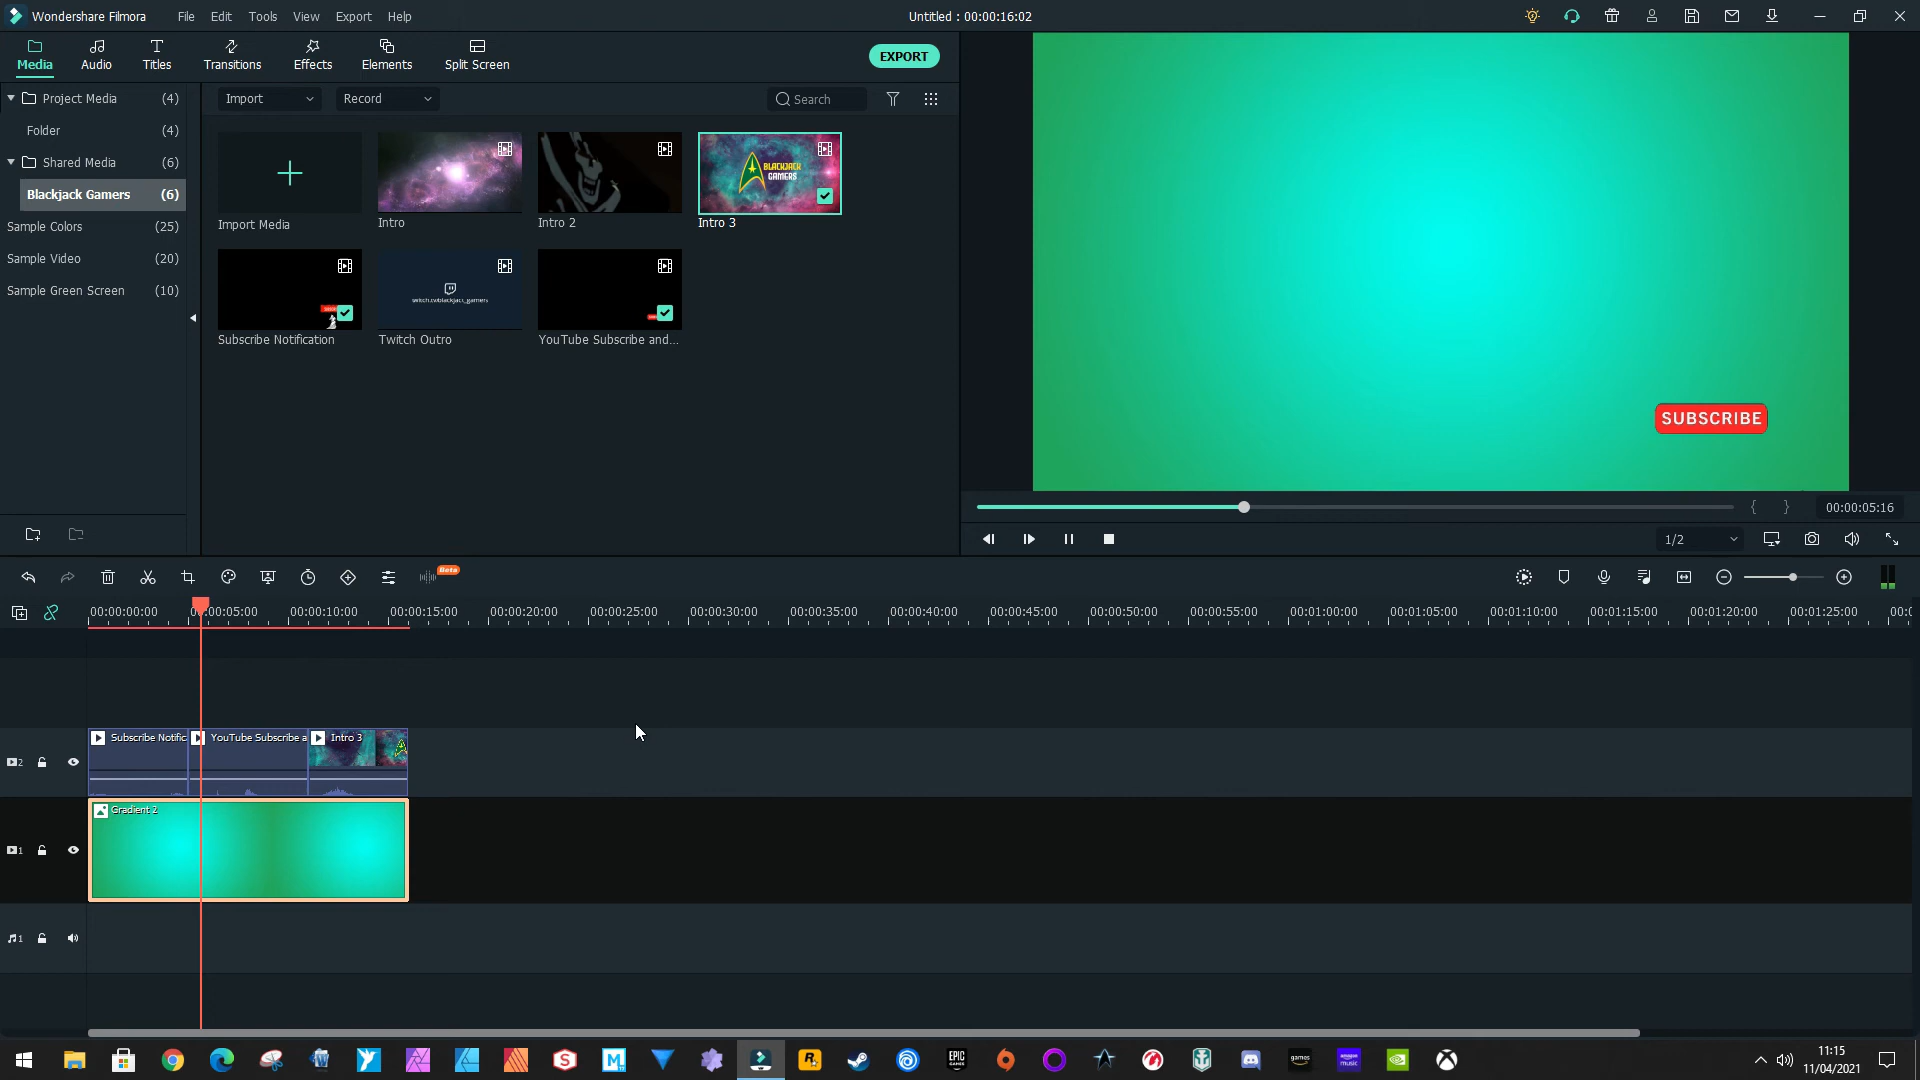 Wondershare Filmora
File
Edit
Tools
View
Export
Help
Untitled : 00:00:16:02
Media
Audio
Titles
Transitions
Effects
Elements
Split Screen
EXPORT
Project Media (4)
Folder (4)
Shared Media (6)
Blackjack Gamers (6)
Sample Colors (25)
Sample Video (20)
Sample Green Screen (10)
Import
Record
Search
Import Media
Intro
Intro 2
BLACKJACK
GAMERS
Intro 3
Subscribe Notification
Twitch Outro
YouTube Subscribe and...
SUBSCRIBE
{ }
00:00:05:16
1/2
Beta
00:00:00:00
00:00:05:00
00:00:10:00
00:00:15:00
00:00:20:00
00:00:25:00
00:00:30:00
00:00:35:00
00:00:40:00
00:00:45:00
00:00:50:00
00:00:55:00
00:01:00:00
00:01:05:00
00:01:10:00
00:01:15:00
00:01:20:00
00:01:25:00
2
Subscribe Notific
YouTube Subscribe a
Intro 3
1
Gradient 2
1
EPIC
GAMES
games
amazon
music
11:15
11/04/2021